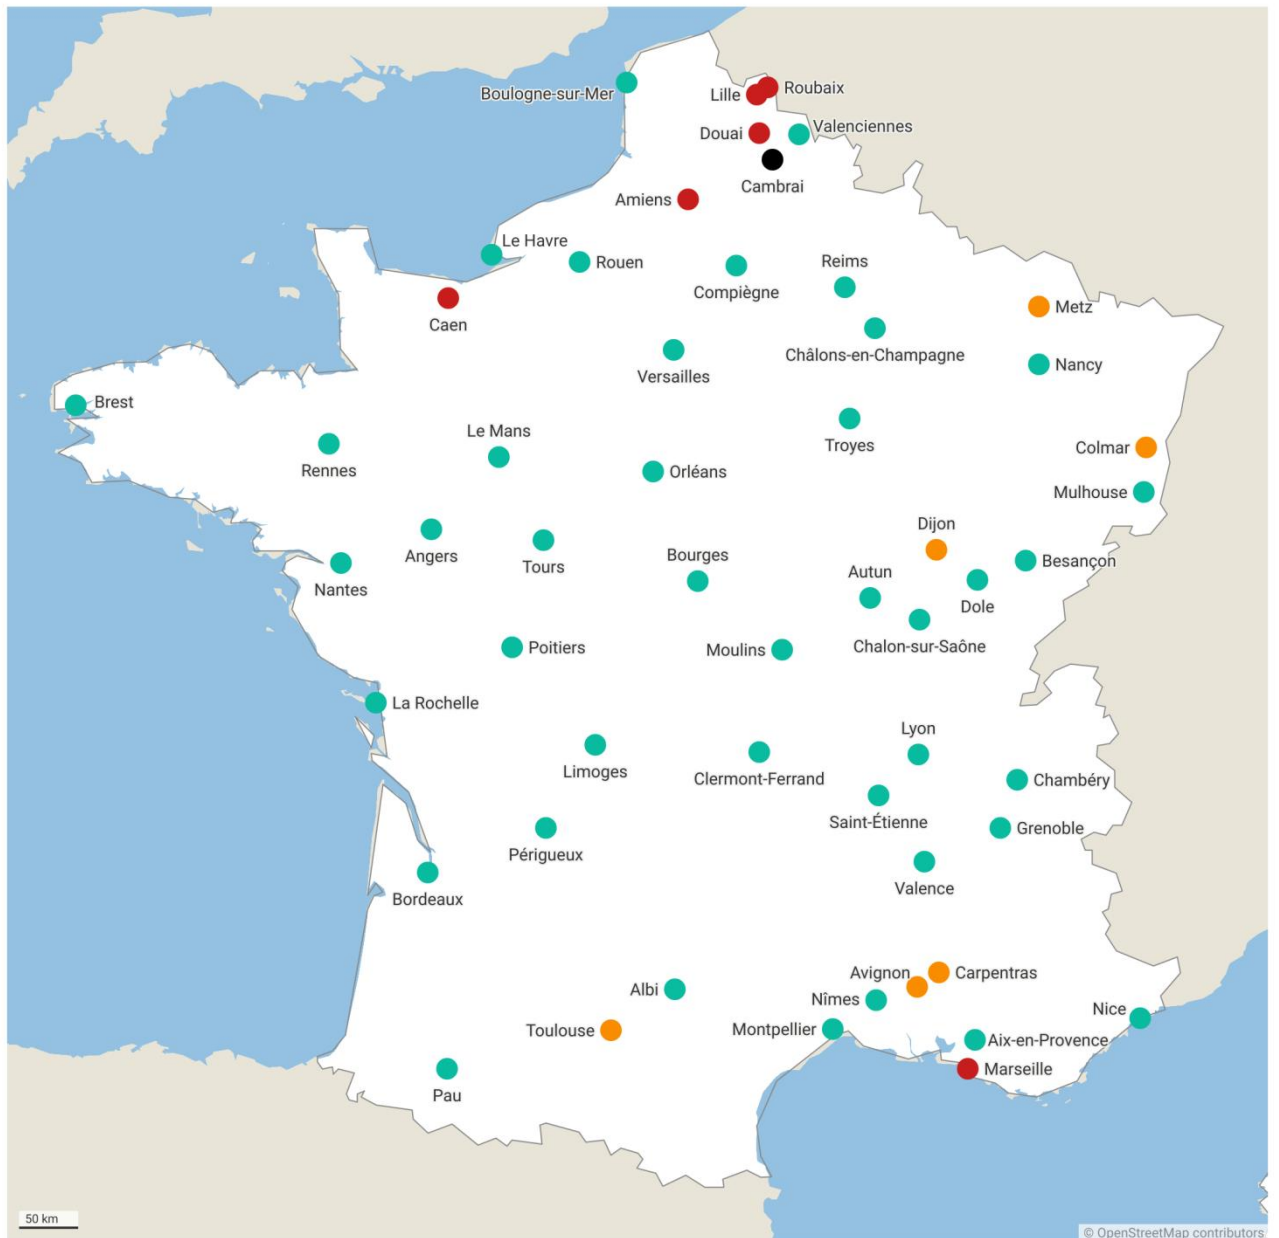 Boulogne-sur-Mer
Lille
Roubaix
Douai
Valenciennes
Cambrai
Amiens
Le Havre
Rouen
Compiègne
Reims
Caen
Metz
Versailles
Châlons-en-Champagne
Nancy
Brest
Le Mans
Troyes
Colmar
Rennes
Orléans
Mulhouse
Dijon
Angers
Tours
Bourges
Besançon
Nantes
Autun
Dole
Poitiers
Moulins
Chalon-sur-Saône
La Rochelle
Lyon
Limoges
Clermont-Ferrand
Chambéry
Saint-Étienne
Grenoble
Périgueux
Valence
Bordeaux
Avignon
Carpentras
Albi
Nîmes
Nice
Toulouse
Montpellier
Aix-en-Provence
Marseille
Pau
50 km
© OpenStreetMap contributors